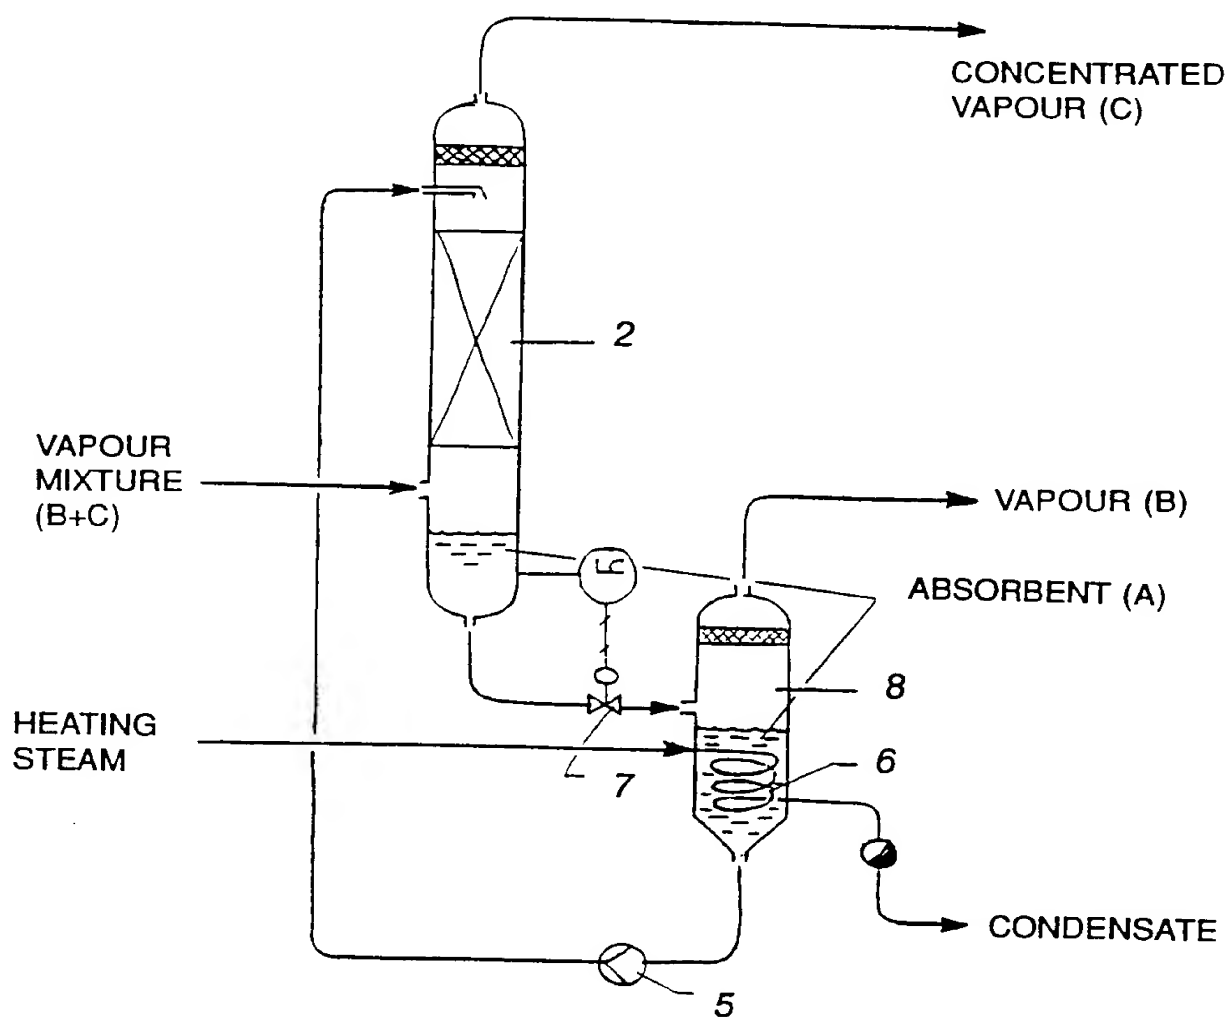 CONCENTRATED
VAPOUR (C)
2
VAPOUR
MIXTURE
(B+C)
VAPOUR (B)
ABSORBENT (A)
8
HEATING
STEAM
7
6
CONDENSATE
5